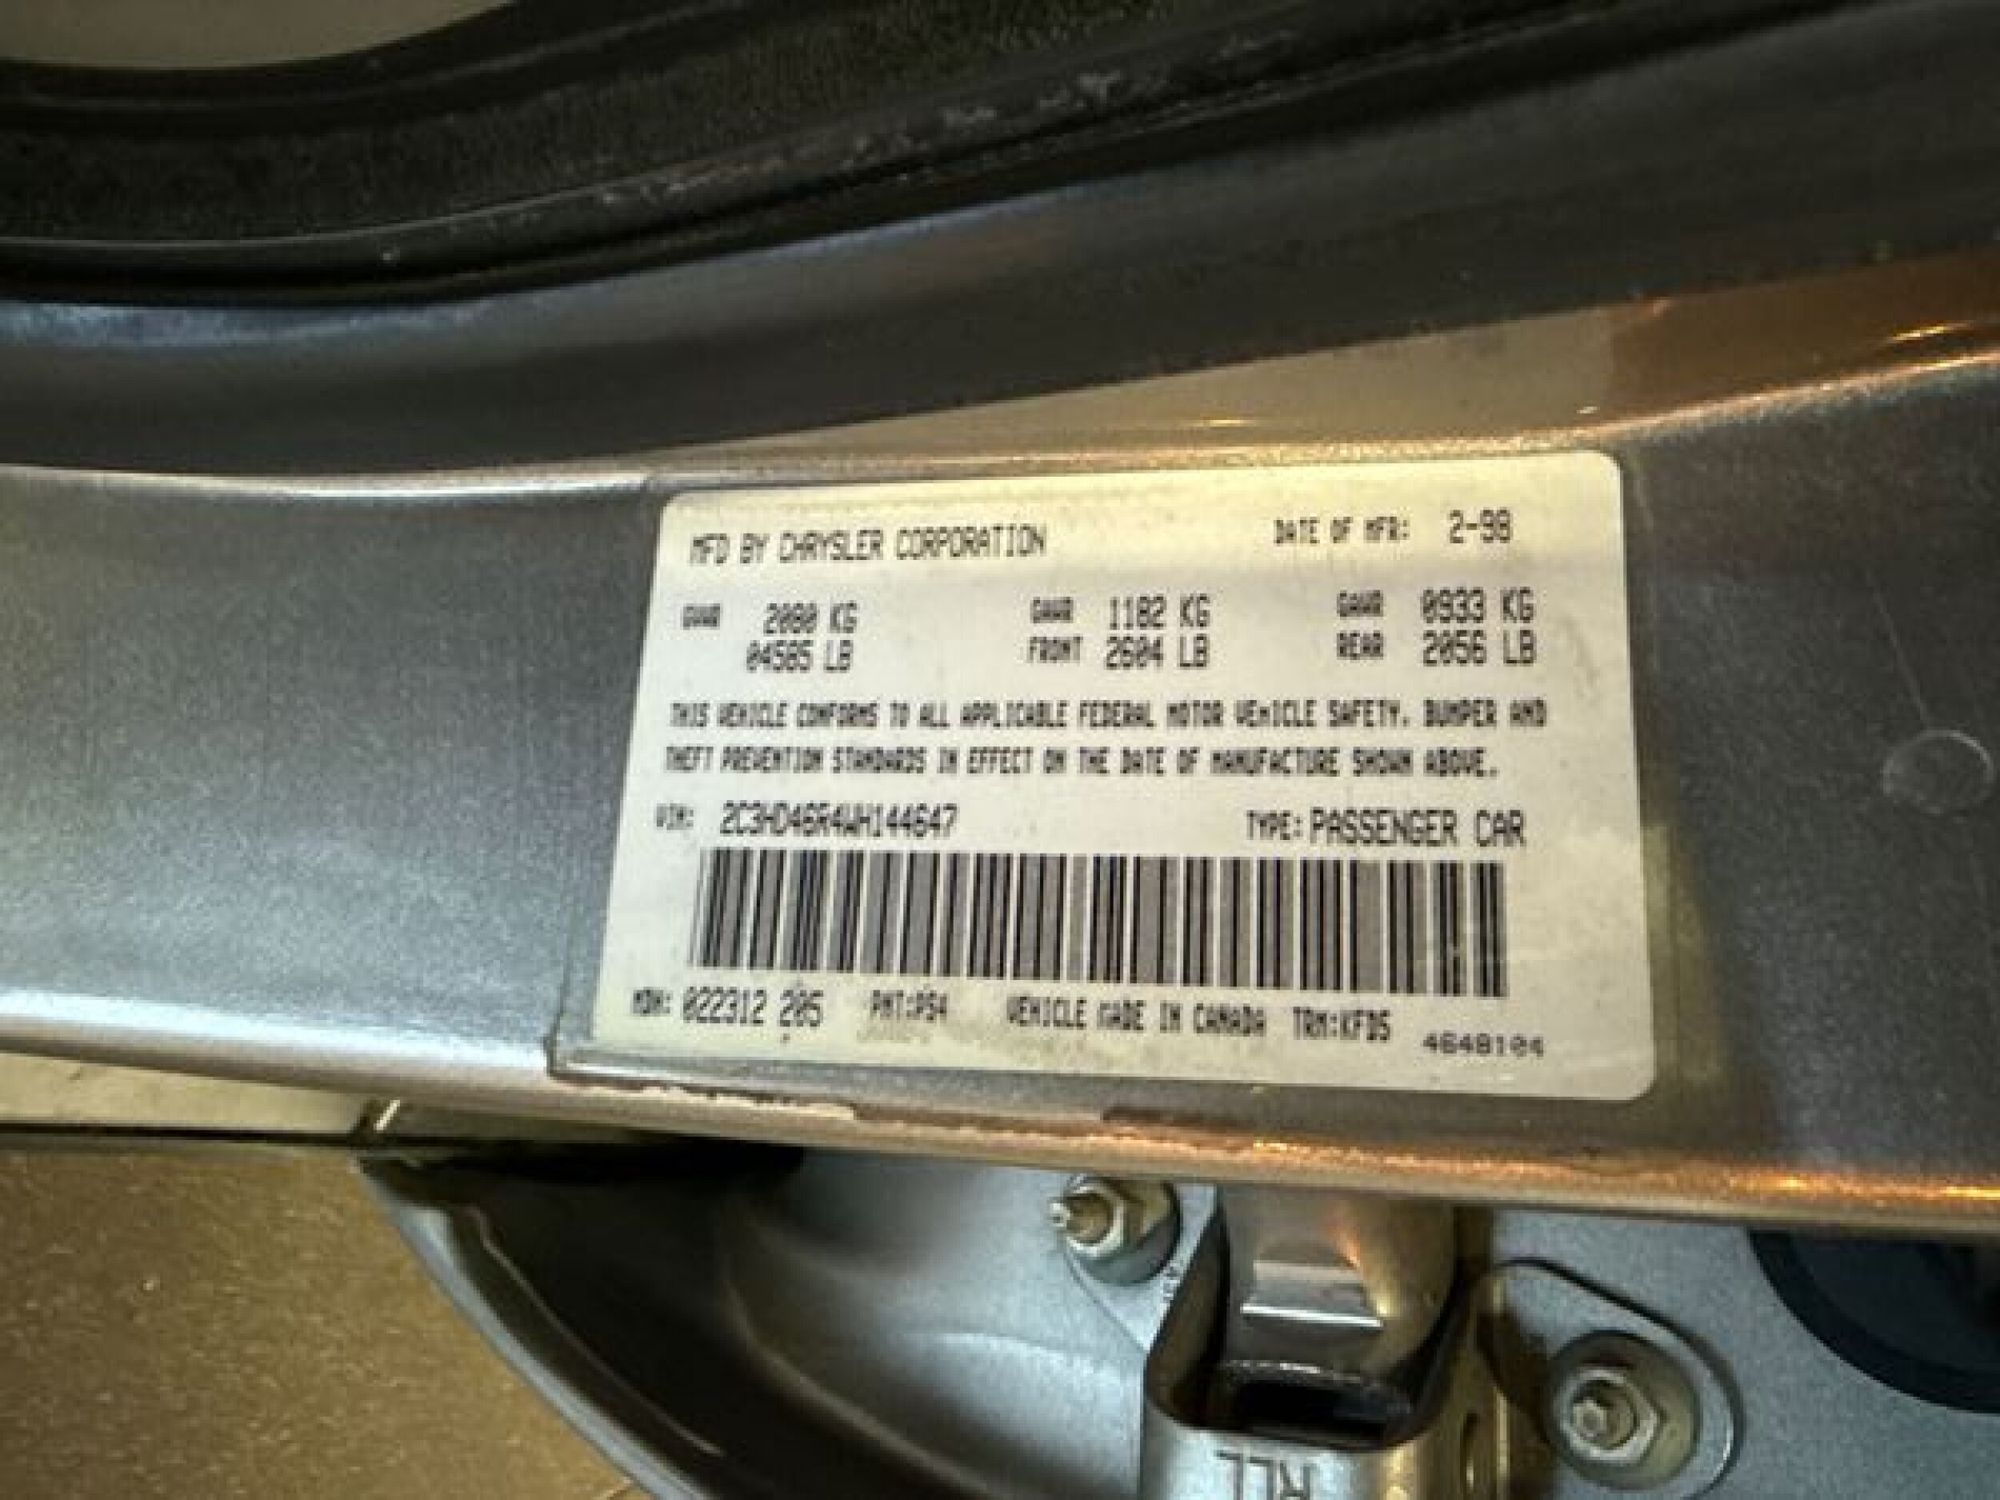 MFD BY CHRYSLER CORPORATION DATE OF MFR: 2-98
GVWR 2080 KG GAWR 1182 KG GAWR 0933 KG
04585 LB FRONT 2604 LB REAR 2056 LB
THIS VEHICLE CONFORMS TO ALL APPLICABLE FEDERAL MOTOR VEHICLE SAFETY, BUMPER AND
THEFT PREVENTION STANDARDS IN EFFECT ON THE DATE OF MANUFACTURE SHOWN ABOVE.
VIN: 2C3HD46R4WH144647 TYPE: PASSENGER CAR
MDH: 022312 205 PNT:PS4 VEHICLE MADE IN CANADA TRM:KFD5 4648104
RLL